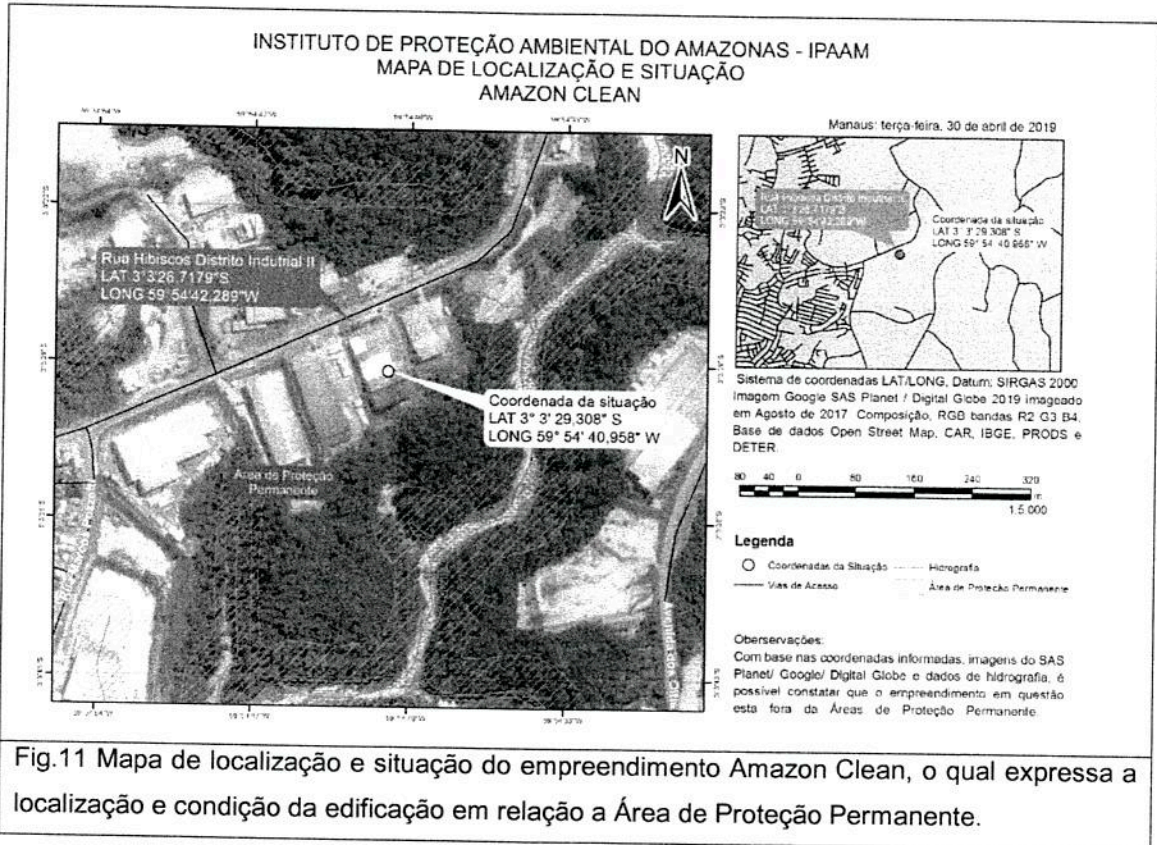 INSTITUTO DE PROTEÇÃO AMBIENTAL DO AMAZONAS - IPAAM
MAPA DE LOCALIZAÇÃO E SITUAÇÃO
AMAZON CLEAN
Manaus: terça-feira, 30 de abril de 2019
N
Rua Hibiscos Distrito Indutrial II
LAT 3°3'26.7179"S
LONG 59°54'42.289"W
Coordenada da situação
LAT 3° 3' 29,308" S
LONG 59° 54' 40,958" W
Área de Proteção
Permanente
Coordenada da situação
LAT 3° 3' 29,308" S
LONG 59° 54' 40,958" W
Sistema de coordenadas LAT/LONG, Datum: SIRGAS 2000
Imagem Google SAS Planet / Digital Globe 2019 imageado
em Agosto de 2017. Composição, RGB bandas R2 G3 B4.
Base de dados Open Street Map, CAR, IBGE, PRODS e
DETER.
80 40 0 80 160 240 320
m
1:5.000
Legenda
Coordenadas da Situação
Hidrografia
Vias de Acesso
Área de Proteção Permanente
Oberservações:
Com base nas coordenadas informadas, imagens do SAS
Planet/ Google/ Digital Globe e dados de hidrografia, é
possível constatar que o empreendimento em questão
esta fora da Áreas de Proteção Permanente.
Fig.11 Mapa de localização e situação do empreendimento Amazon Clean, o qual expressa a
localização e condição da edificação em relação a Área de Proteção Permanente.